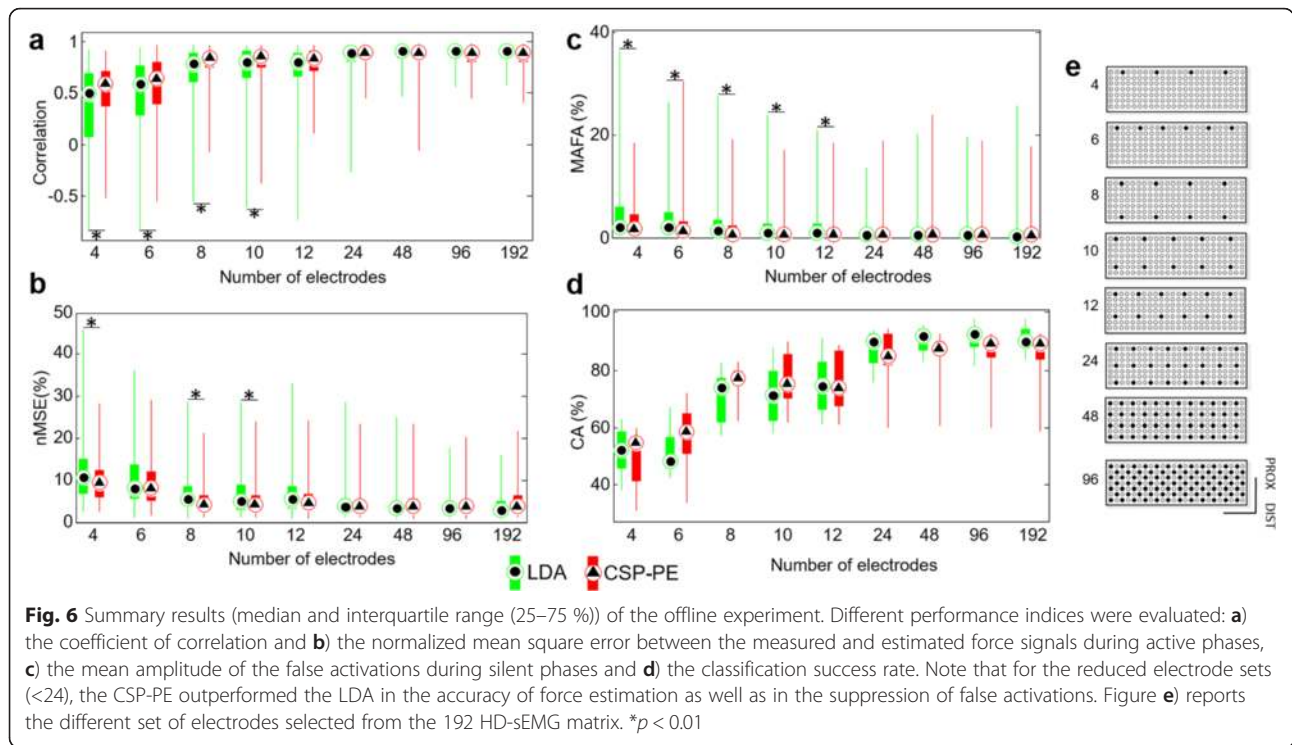 a
1
0.5
0
-0.5
Correlation
* * * *
4 6 8 10 12 24 48 96 192
Number of electrodes
b
50
40
30
20
10
0
nMSE(%)
* * *
4 6 8 10 12 24 48 96 192
Number of electrodes
c
40
20
0
MAFA (%)
* * * * *
4 6 8 10 12 24 48 96 192
Number of electrodes
d
100
80
60
40
CA (%)
4 6 8 10 12 24 48 96 192
Number of electrodes
LDA CSP-PE
e
4
6
8
10
12
24
48
96
PROX
DIST
Fig. 6 Summary results (median and interquartile range (25–75 %)) of the offline experiment. Different performance indices were evaluated: a)
the coefficient of correlation and b) the normalized mean square error between the measured and estimated force signals during active phases,
c) the mean amplitude of the false activations during silent phases and d) the classification success rate. Note that for the reduced electrode sets
(<24), the CSP-PE outperformed the LDA in the accuracy of force estimation as well as in the suppression of false activations. Figure e) reports
the different set of electrodes selected from the 192 HD-sEMG matrix. *p < 0.01